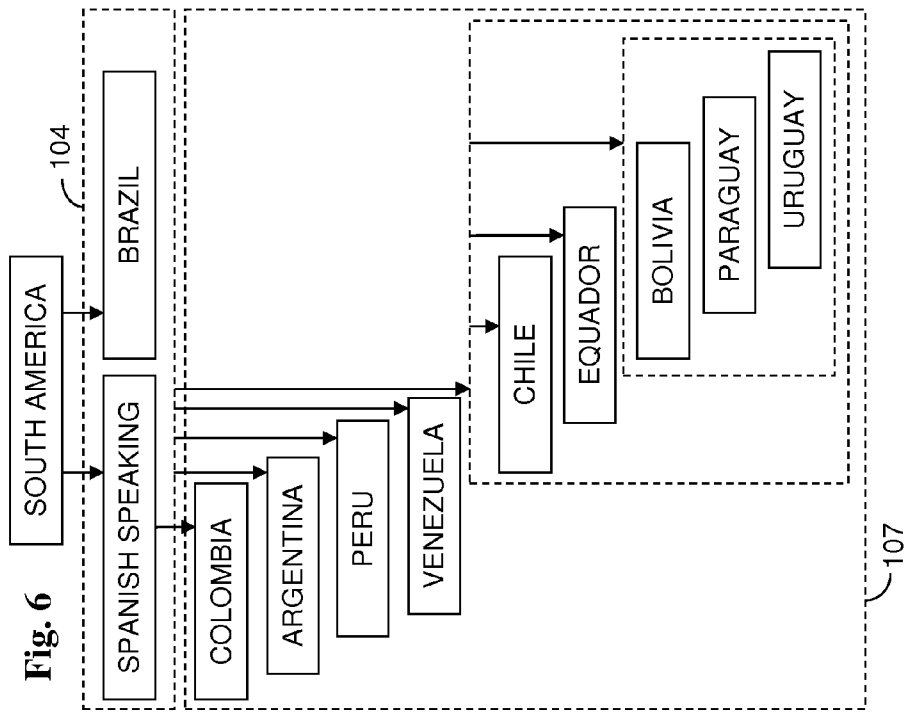 Fig. 6
SOUTH AMERICA
104
SPANISH SPEAKING
BRAZIL
COLOMBIA
ARGENTINA
PERU
VENEZUELA
CHILE
EQUADOR
BOLIVIA
PARAGUAY
URUGUAY
107